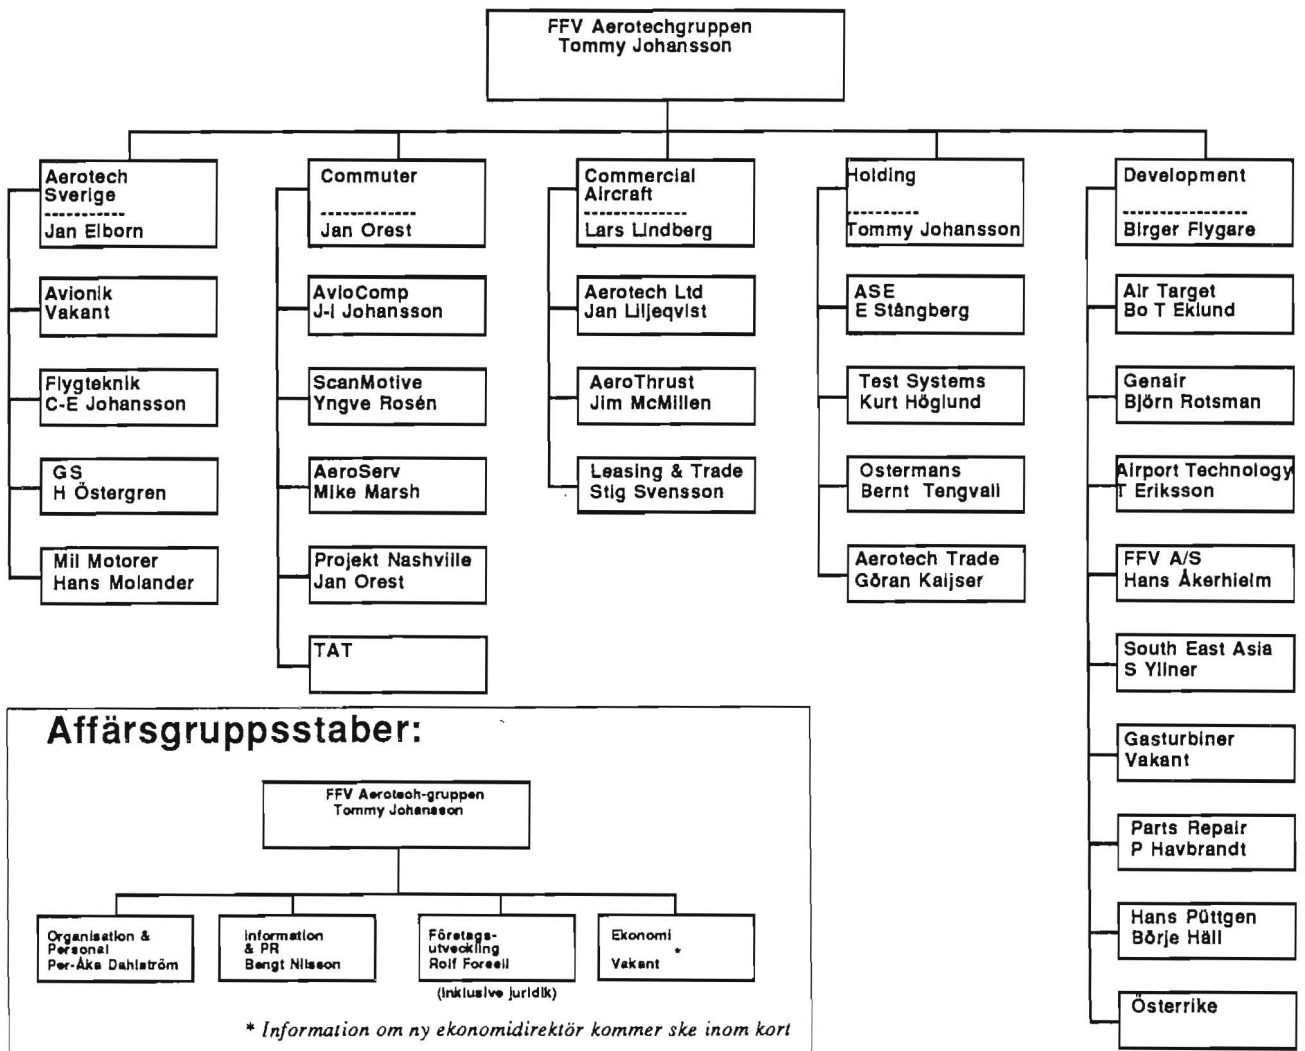 FFV Aerotechgruppen
Tommy Johansson
Aerotech
Sverige
-----------
Jan Elborn
Avionik
Vakant
Flygteknik
C-E Johansson
GS
H Östergren
Mil Motorer
Hans Molander
Commuter
-------------
Jan Orest
AvioComp
J-I Johansson
ScanMotive
Yngve Rosén
AeroServ
Mike Marsh
Projekt Nashville
Jan Orest
TAT
Commercial
Aircraft
--------------
Lars Lindberg
Aerotech Ltd
Jan Liljeqvist
AeroThrust
Jim McMillen
Leasing & Trade
Stig Svensson
Holding
----------
Tommy Johansson
ASE
E Stångberg
Test Systems
Kurt Höglund
Ostermans
Bernt Tengvall
Aerotech Trade
Göran Kaijser
Development
-----------------
Birger Flygare
Air Target
Bo T Eklund
Genair
Björn Rotsman
Airport Technology
T Eriksson
FFV A/S
Hans Åkerhielm
South East Asia
S Yllner
Gasturbiner
Vakant
Parts Repair
P Havbrandt
Hans Püttgen
Börje Häll
Österrike
Affärsgruppsstaber:
FFV Aerotech-gruppen
Tommy Johansson
Organisation &
Personal
Per-Åke Dahlström
Information
& PR
Bengt Nilsson
Företags-
utveckling
Rolf Forsell
(inklusive juridik)
Ekonomi
*
Vakant
* Information om ny ekonomidirektör kommer ske inom kort